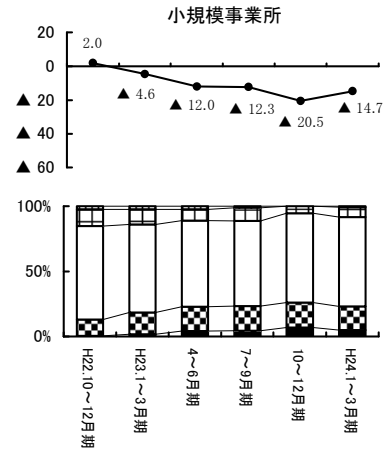 小規模事業所
20
0
▲ 20
▲ 40
▲ 60
2.0
▲ 4.6
▲ 12.0
▲ 12.3
▲ 20.5
▲ 14.7
100%
50%
0%
H22.10～12月期
H23.1～3月期
4～6月期
7～9月期
10～12月期
H24.1～3月期